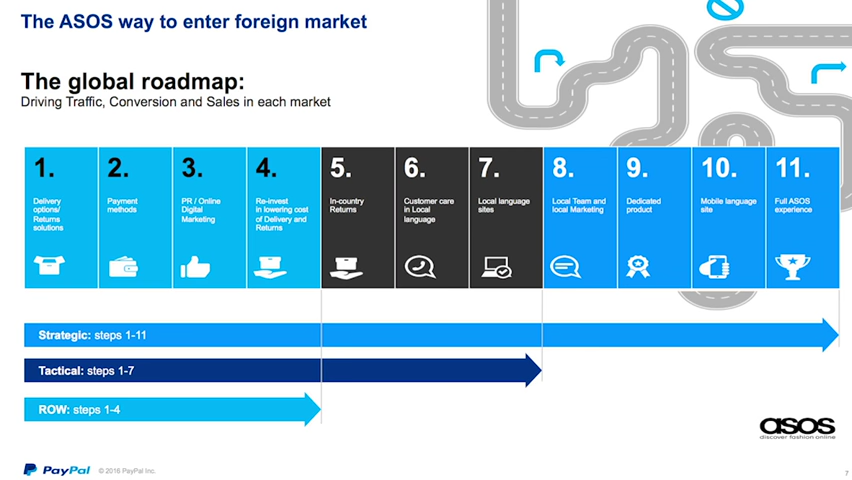 The ASOS way to enter foreign market
The global roadmap:
Driving Traffic, Conversion and Sales in each market
1.
Delivery
options/
Returns
solutions
2.
Payment
methods
3.
PR / Online
Digital
Marketing
4.
Re-invest
in lowering cost
of Delivery and
Returns
5.
In-country
Returns
6.
Customer care
in Local
language
7.
Local language
sites
8.
Local Team and
local Marketing
9.
Dedicated
product
10.
Mobile language
site
11.
Full ASOS
experience
Strategic: steps 1-11
Tactical: steps 1-7
ROW: steps 1-4
asos
discover fashion online
PayPal © 2016 PayPal Inc.
7